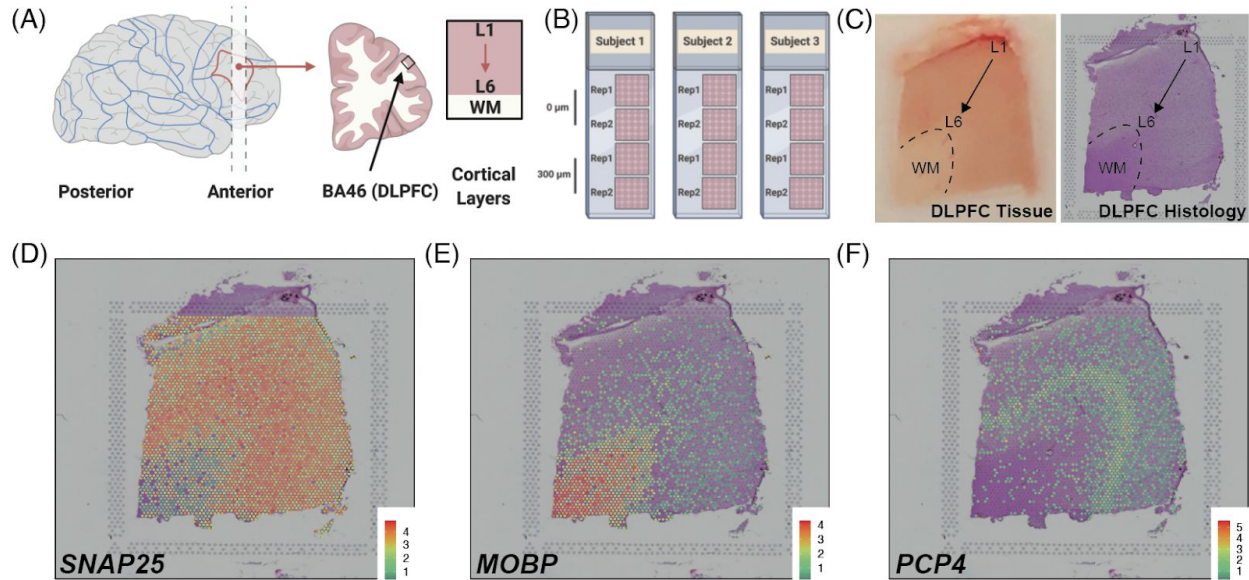 (A)
L1
L6
WM
Posterior
Anterior
BA46 (DLPFC)
Cortical
Layers
(B)
Subject 1
Subject 2
Subject 3
0 µm
300 µm
Rep1
Rep2
Rep1
Rep2
Rep1
Rep2
Rep1
Rep2
Rep1
Rep2
Rep1
Rep2
(C)
L1
L6
WM
DLPFC Tissue
L1
L6
WM
DLPFC Histology
(D)
SNAP25
4
3
2
1
(E)
MOBP
4
3
2
1
(F)
PCP4
5
4
3
2
1